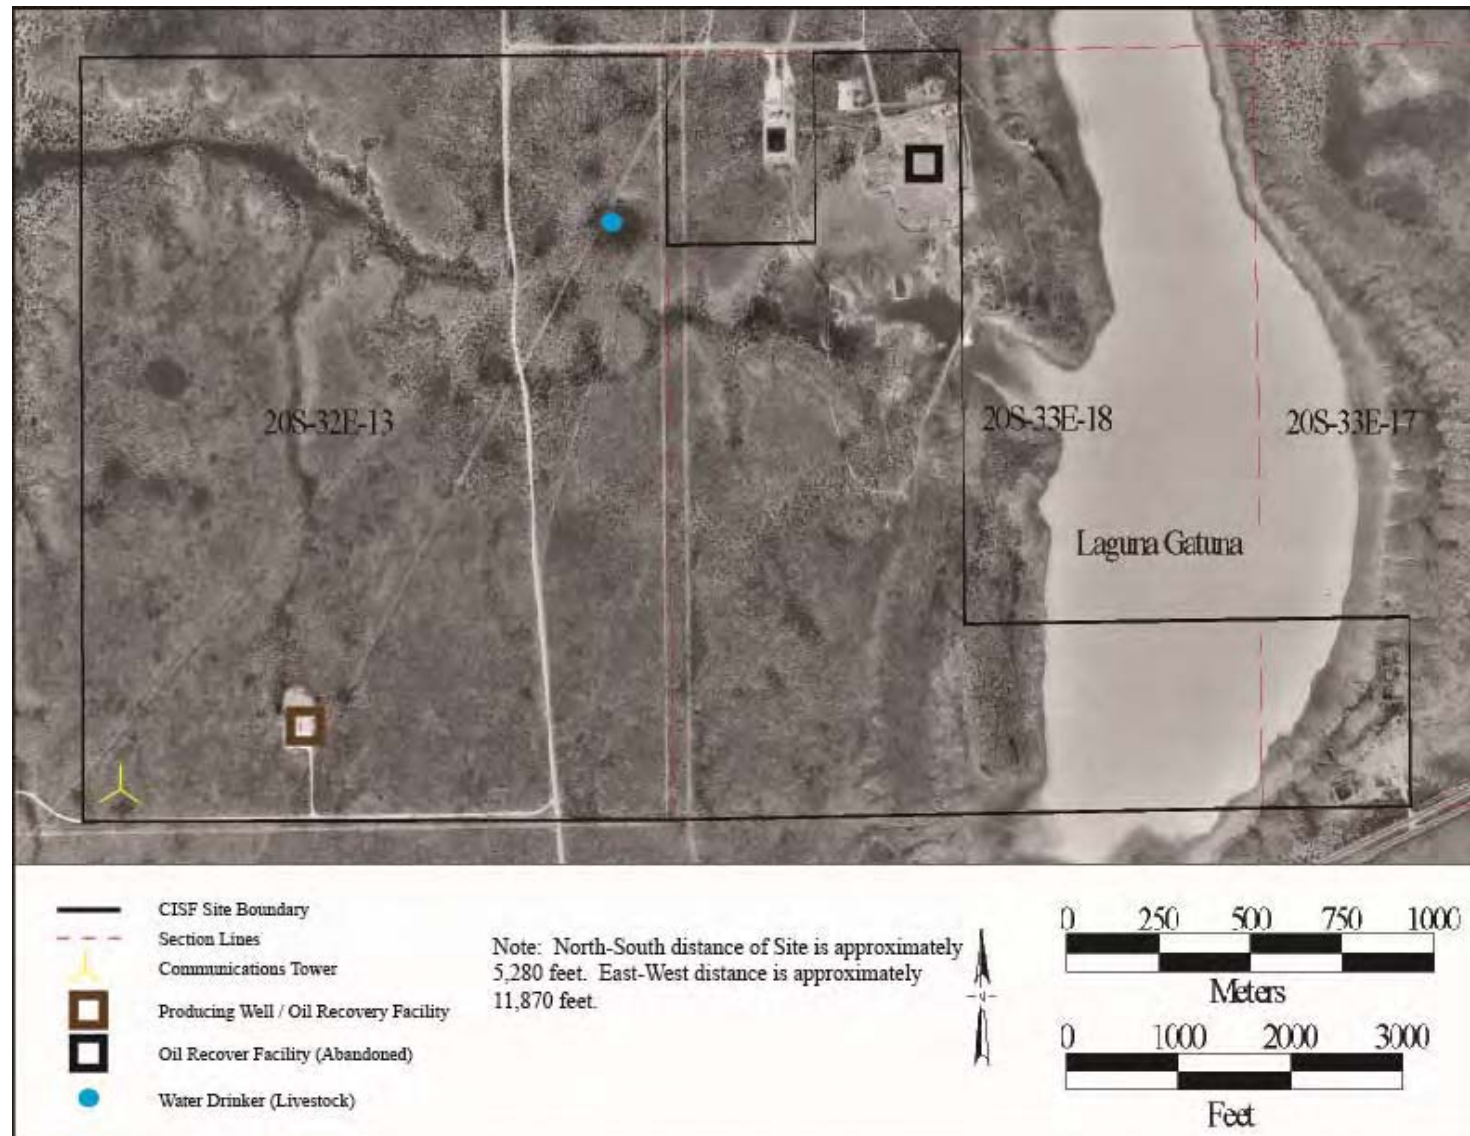 20S-32E-13
20S-33E-18
20S-33E-17
Laguna Gatuna
CISF Site Boundary
Section Lines
Communications Tower
Producing Well / Oil Recovery Facility
Oil Recover Facility (Abandoned)
Water Drinker (Livestock)
Note: North-South distance of Site is approximately
5,280 feet. East-West distance is approximately
11,870 feet.
N
0 250 500 750 1000
Meters
0 1000 2000 3000
Feet